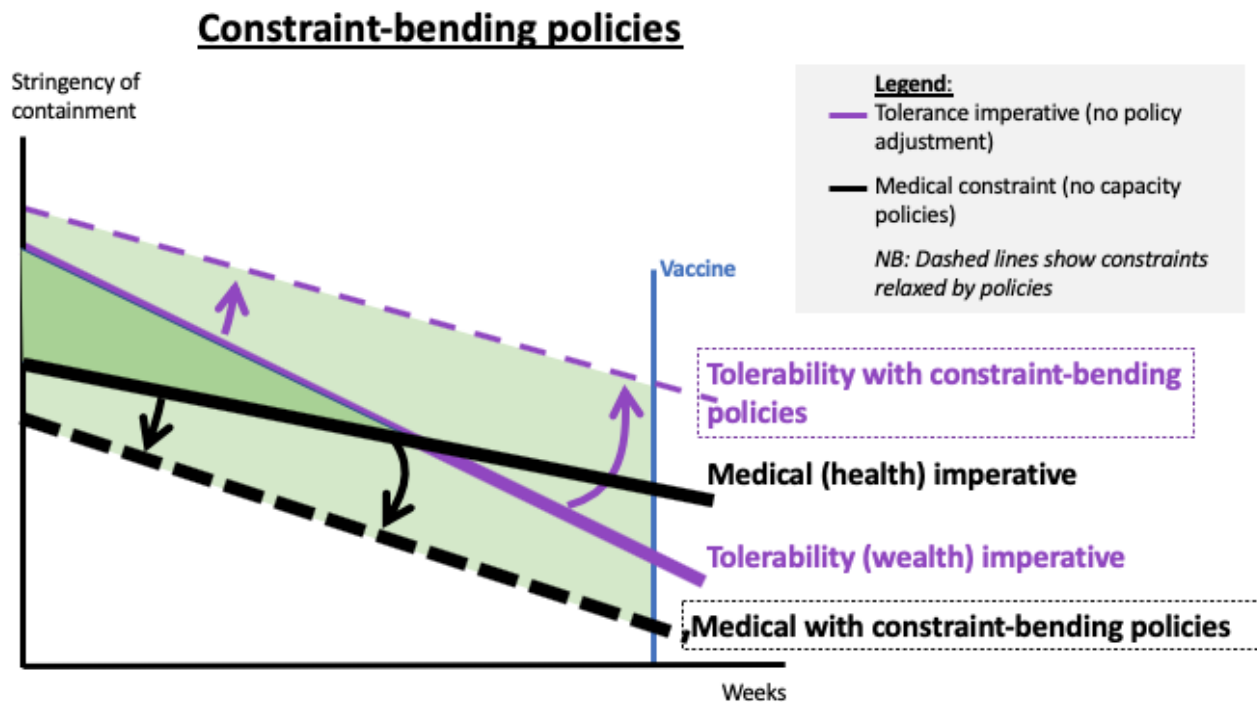 Constraint-bending policies
Stringency of
containment
Legend:
Tolerance imperative (no policy
adjustment)
Medical constraint (no capacity
policies)
NB: Dashed lines show constraints
relaxed by policies
Vaccine
Tolerability with constraint-bending
policies
Medical (health) imperative
Tolerability (wealth) imperative
Medical with constraint-bending policies
Weeks